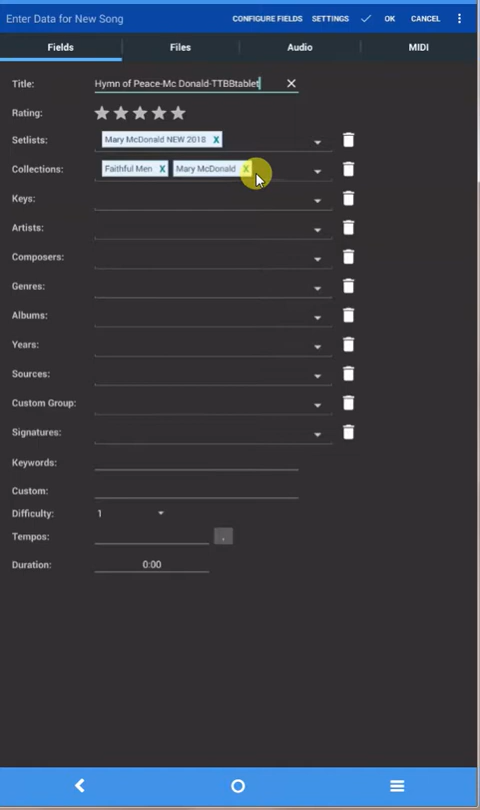 Enter Data for New Song CONFIGURE FIELDS SETTINGS OK CANCEL
Fields Files Audio MIDI
Title: Hymn of Peace-Mc Donald-TTBBtablet
Rating:
Setlists: Mary McDonald NEW 2018 X
Collections: Faithful Men X Mary McDonald X
Keys:
Artists:
Composers:
Genres:
Albums:
Years:
Sources:
Custom Group:
Signatures:
Keywords:
Custom:
Difficulty: 1
Tempos: .
Duration: 0:00